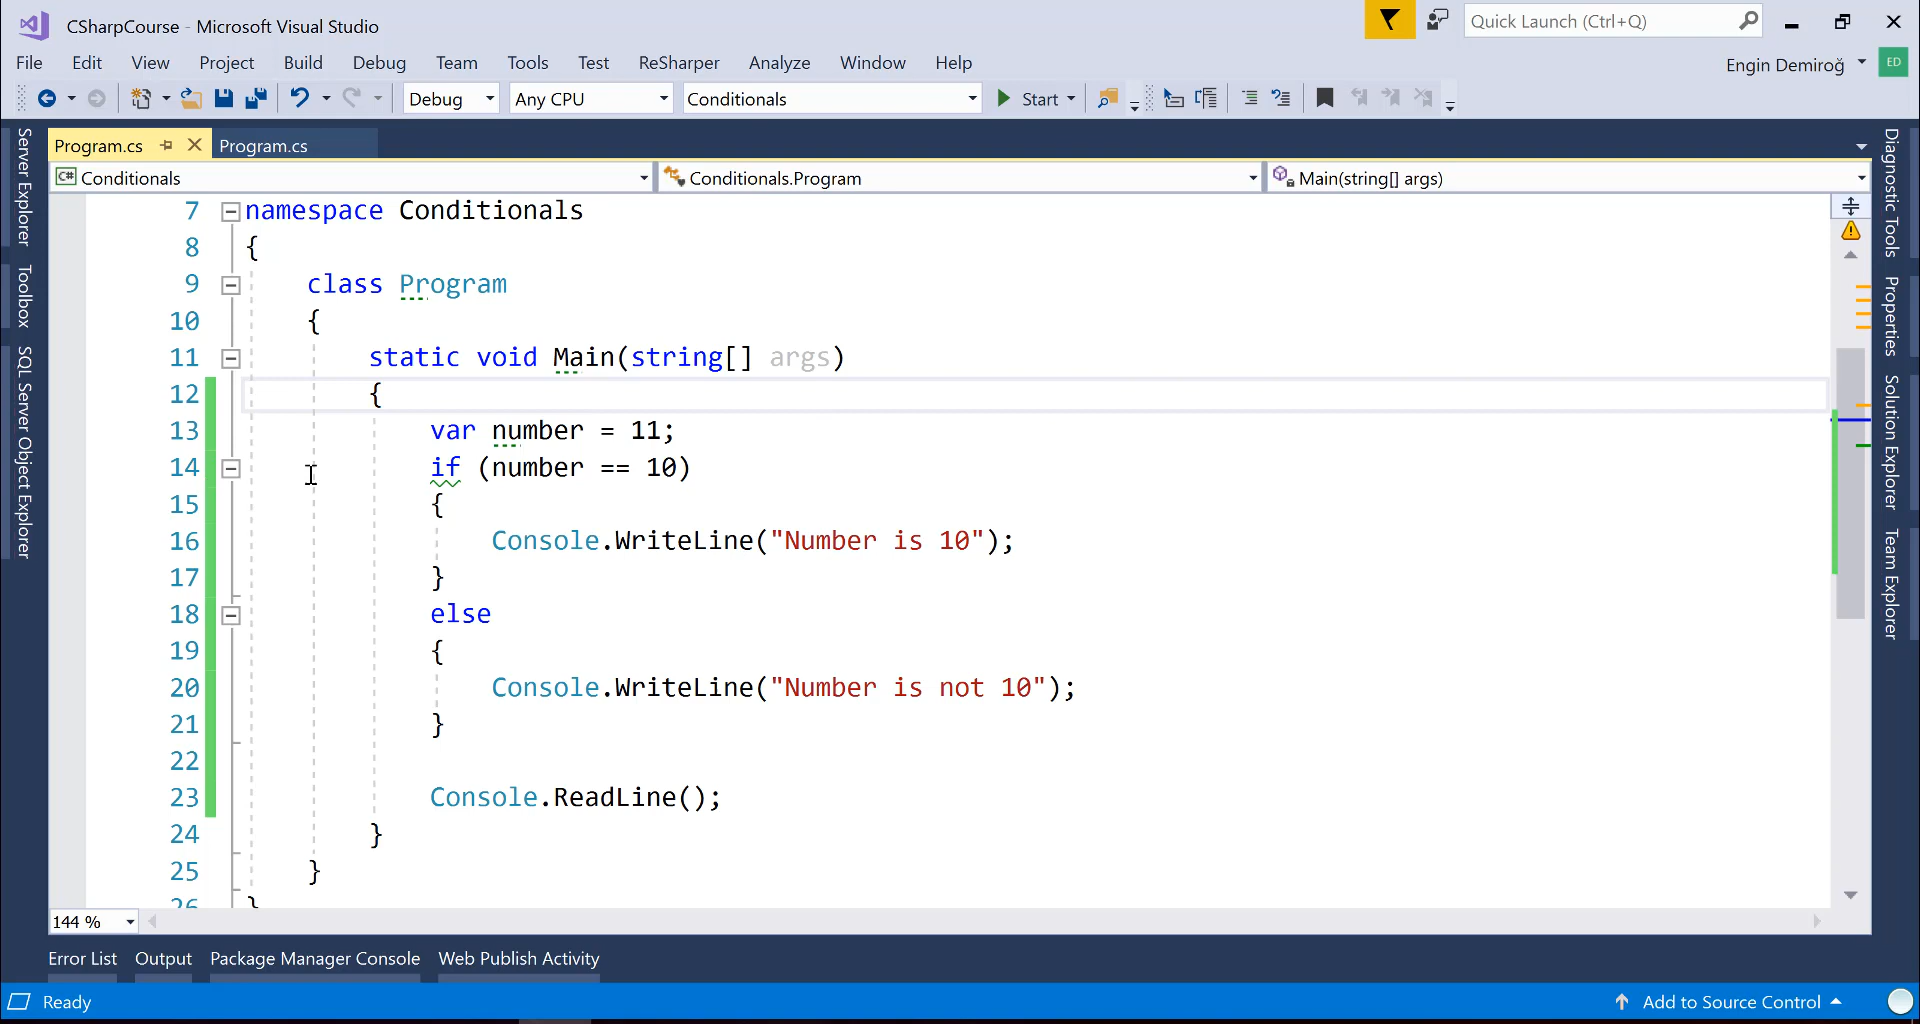 CSharpCourse - Microsoft Visual Studio
Quick Launch (Ctrl+Q)
File Edit View Project Build Debug Team Tools Test ReSharper Analyze Window Help
Engin Demiroğ
ED
Debug Any CPU Conditionals Start
Program.cs Program.cs
C# Conditionals Conditionals.Program Main(string[] args)
7 namespace Conditionals
8 {
9 class Program
10 {
11 static void Main(string[] args)
12 {
13 var number = 11;
14 if (number == 10)
15 {
16 Console.WriteLine("Number is 10");
17 }
18 else
19 {
20 Console.WriteLine("Number is not 10");
21 }
22
23 Console.ReadLine();
24 }
25 }
26 }
144 %
Server Explorer
Toolbox
SQL Server Object Explorer
Diagnostic Tools
Properties
Solution Explorer
Team Explorer
Error List Output Package Manager Console Web Publish Activity
Ready
Add to Source Control